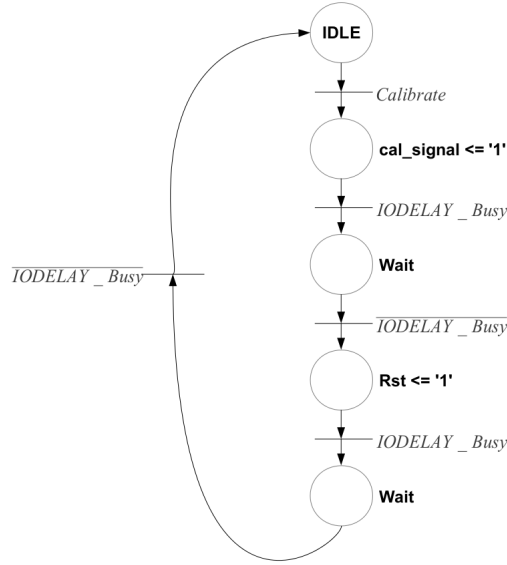 IDLE
Calibrate
cal_signal <= '1'
IODELAY _ Busy
Wait
IODELAY _ Busy
IODELAY _ Busy
Rst <= '1'
IODELAY _ Busy
Wait